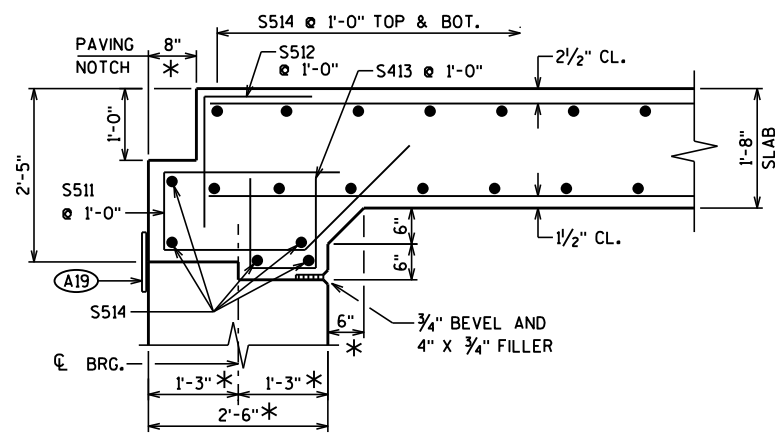 S514 @ 1'-0" TOP & BOT.
PAVING
NOTCH
8"
*
S512
@ 1'-0"
S413 @ 1'-0"
2½" CL.
1'-0"
2'-5"
1'-8"
SLAB
S511
@ 1'-0"
6"
6"
1½" CL.
A19
S514
6"
*
¾" BEVEL AND
4" X ¾" FILLER
℄ BRG.
1'-3" *
1'-3" *
2'-6" *